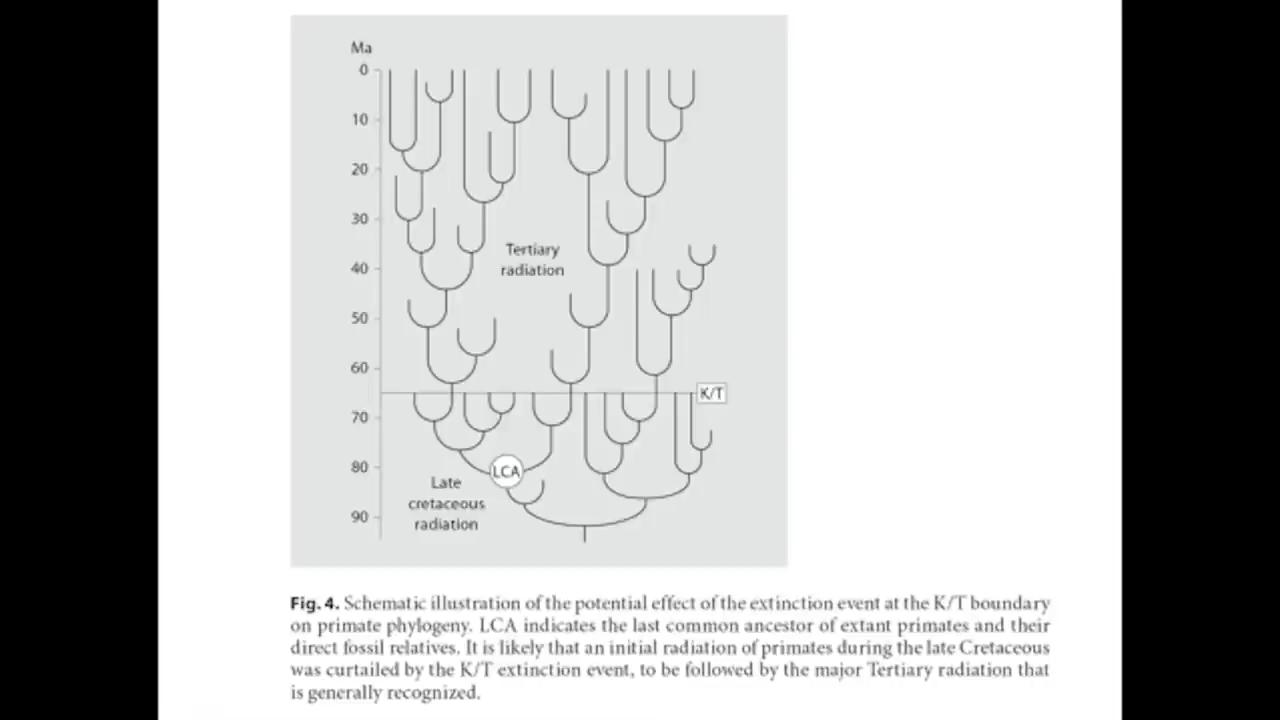 Ma
0
10
20
30
Tertiary
radiation
40
50
60
K/T
70
80
LCA
Late
cretaceous
radiation
90
Fig. 4. Schematic illustration of the potential effect of the extinction event at the K/T boundary
on primate phylogeny. LCA indicates the last common ancestor of extant primates and their
direct fossil relatives. It is likely that an initial radiation of primates during the late Cretaceous
was curtailed by the K/T extinction event, to be followed by the major Tertiary radiation that
is generally recognized.